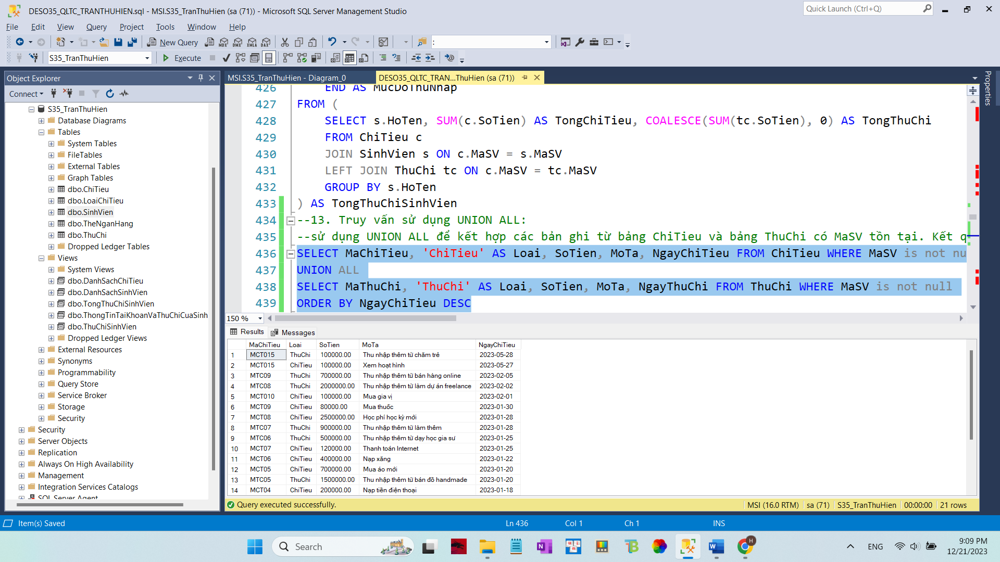 DESO35_QLTC_TRANTHUHIEN.sql - MSI.S35_TranThuHien (sa (71)) - Microsoft SQL Server Management Studio
Quick Launch (Ctrl+Q)
File Edit View Query Project Tools Window Help
New Query MDX DMX XMLA DAX :
S35_TranThuHien Execute
Object Explorer
Connect
S35_TranThuHien
Database Diagrams
Tables
System Tables
FileTables
External Tables
Graph Tables
dbo.ChiTieu
dbo.LoaiChiTieu
dbo.SinhVien
dbo.TheNganHang
dbo.ThuChi
Dropped Ledger Tables
Views
System Views
dbo.DanhSachChiTieu
dbo.DanhSachSinhVien
dbo.TongThuChiSinhVien
dbo.ThongTinTaiKhoanVaThuChiCuaSinh
dbo.ThuChiSinhVien
Dropped Ledger Views
External Resources
Synonyms
Programmability
Query Store
Service Broker
Storage
Security
Security
Server Objects
Replication
Always On High Availability
Management
Integration Services Catalogs
SQL Server Agent
MSI.S35_TranThuHien - Diagram_0
DESO35_QLTC_TRAN...ThuHien (sa (71))
Properties
426 END AS MucDoThuNhap
427 FROM (
428 SELECT s.HoTen, SUM(c.SoTien) AS TongChiTieu, COALESCE(SUM(tc.SoTien), 0) AS TongThuChi
429 FROM ChiTieu c
430 JOIN SinhVien s ON c.MaSV = s.MaSV
431 LEFT JOIN ThuChi tc ON c.MaSV = tc.MaSV
432 GROUP BY s.HoTen
433 ) AS TongThuChiSinhVien
434 --13. Truy vấn sử dụng UNION ALL:
435 --sử dụng UNION ALL để kết hợp các bản ghi từ bảng ChiTieu và bảng ThuChi có MaSV tồn tại. Kết q
436 SELECT MaChiTieu, 'ChiTieu' AS Loai, SoTien, MoTa, NgayChiTieu FROM ChiTieu WHERE MaSV is not nu
437 UNION ALL
438 SELECT MaThuChi, 'ThuChi' AS Loai, SoTien, MoTa, NgayThuChi FROM ThuChi WHERE MaSV is not null
439 ORDER BY NgayChiTieu DESC
150 %
Results Messages
MaChiTieu Loai SoTien MoTa NgayChiTieu
1 MCT015 ThuChi 100000.00 Thu nhập thêm từ chăm trẻ 2023-05-28
2 MCT015 ChiTieu 100000.00 Xem hoạt hình 2023-05-27
3 MTC09 ThuChi 700000.00 Thu nhập thêm từ bán hàng online 2023-02-05
4 MTC08 ThuChi 2000000.00 Thu nhập thêm từ làm dự án freelance 2023-02-02
5 MCT010 ChiTieu 100000.00 Mua gia vị 2023-02-01
6 MCT09 ChiTieu 80000.00 Mua thuốc 2023-01-30
7 MCT08 ChiTieu 2500000.00 Học phí học kỳ mới 2023-01-28
8 MTC07 ThuChi 900000.00 Thu nhập thêm từ làm thêm 2023-01-28
9 MTC06 ThuChi 500000.00 Thu nhập thêm từ dạy học gia sư 2023-01-25
10 MCT07 ChiTieu 120000.00 Thanh toán Internet 2023-01-25
11 MCT06 ChiTieu 400000.00 Nạp xăng 2023-01-22
12 MCT05 ChiTieu 700000.00 Mua áo mới 2023-01-20
13 MTC05 ThuChi 1500000.00 Thu nhập thêm từ bán đồ handmade 2023-01-20
14 MCT04 ChiTieu 200000.00 Nạp tiền điện thoại 2023-01-18
Query executed successfully. MSI (16.0 RTM) sa (71) S35_TranThuHien 00:00:00 21 rows
Item(s) Saved Ln 436 Col 1 Ch 1 INS
Search ENG 9:09 PM
12/21/2023